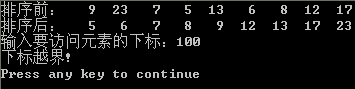 排序前： 9 23 7 5 13 6 8 12 17
排序后： 5 6 7 8 9 12 13 17 23
输入要访问元素的下标：100
下标越界！
Press any key to continue